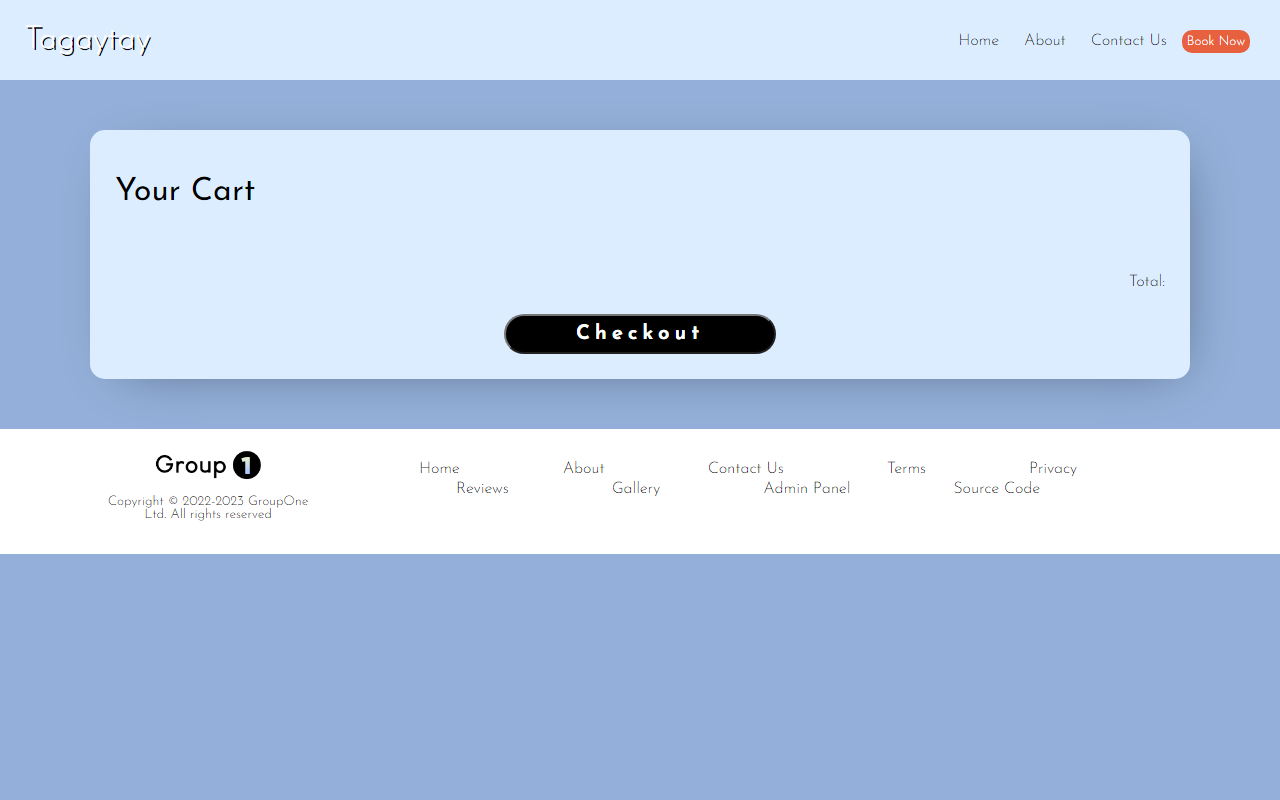 Tagaytay
Home About Contact Us Book Now
Your Cart
Total:
Checkout
Group 1
Copyright © 2022-2023 GroupOne
Ltd. All rights reserved
Home About Contact Us Terms Privacy
Reviews Gallery Admin Panel Source Code